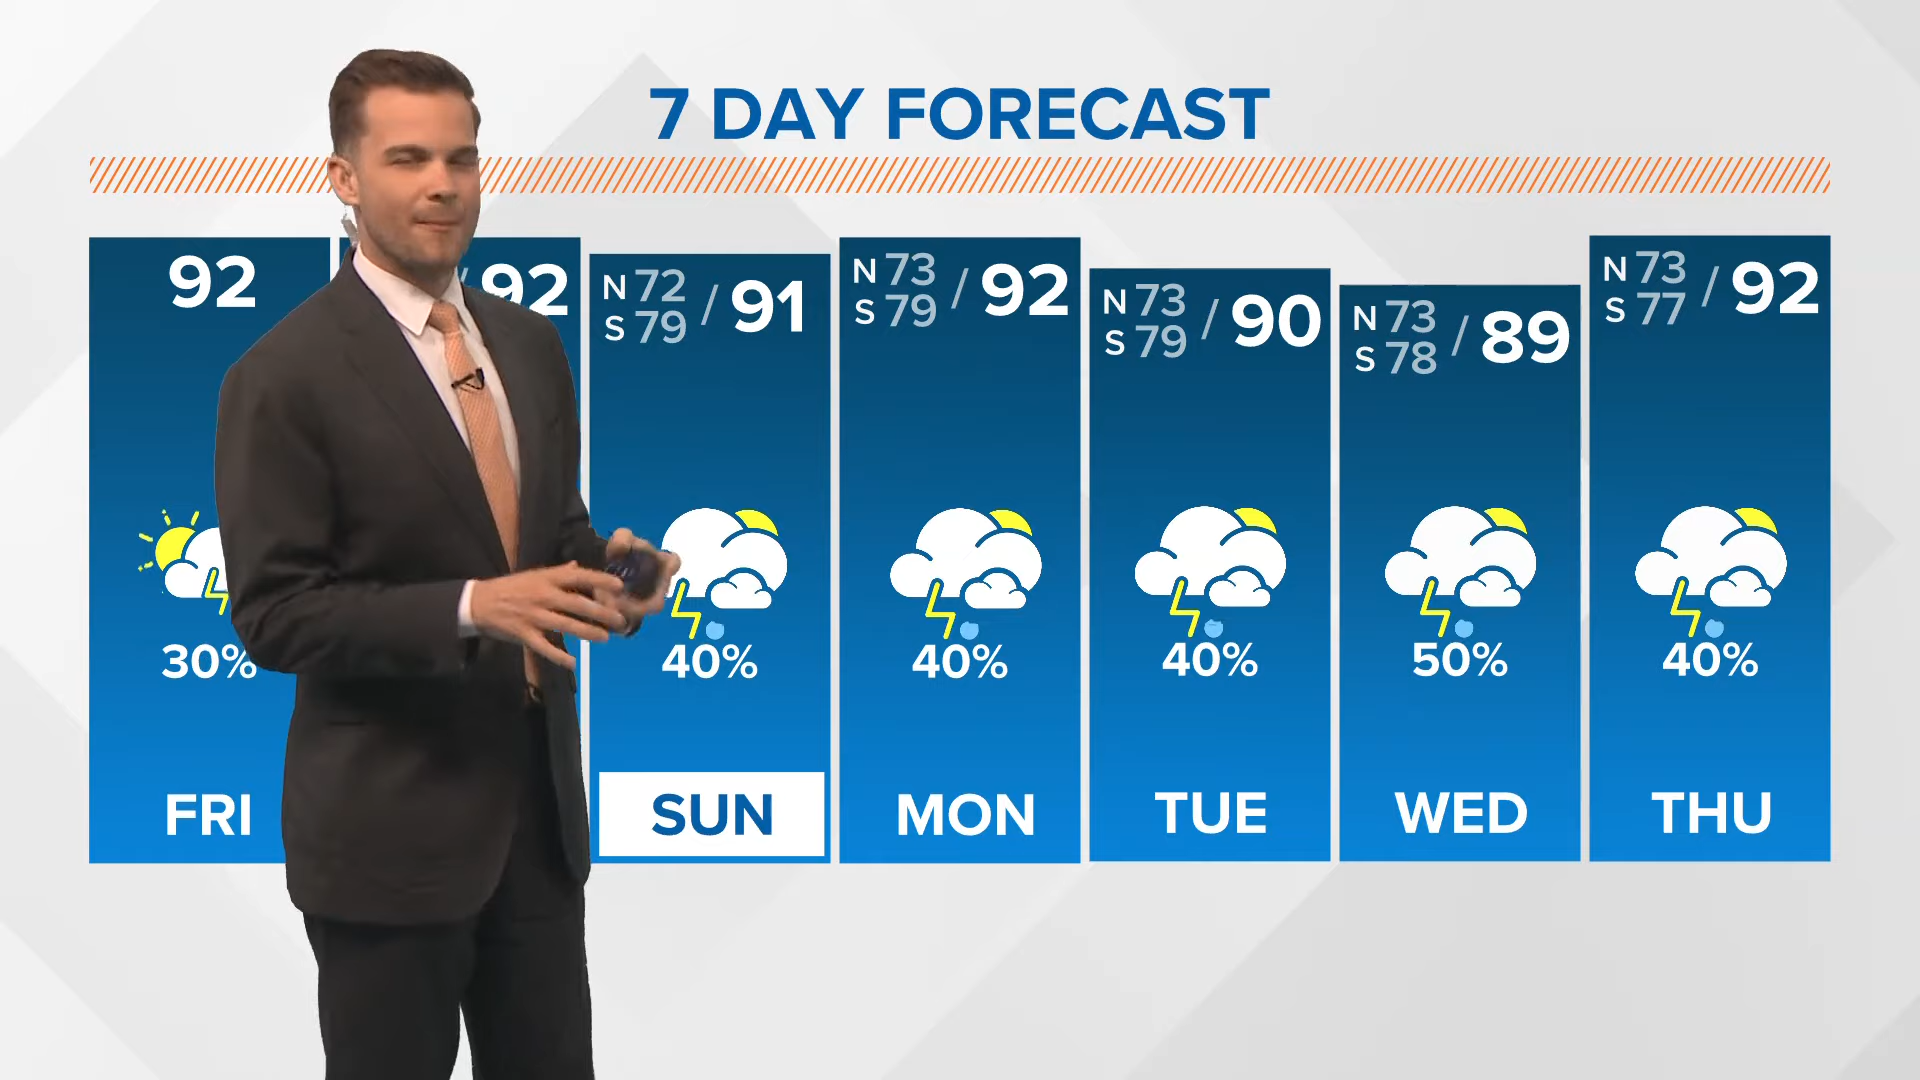 7 DAY FORECAST
92
/ 92
N 72
S 79 / 91
N 73
S 79 / 92
N 73
S 79 / 90
N 73
S 78 / 89
N 73
S 77 / 92
30%
40%
40%
40%
50%
40%
FRI
SUN
MON
TUE
WED
THU